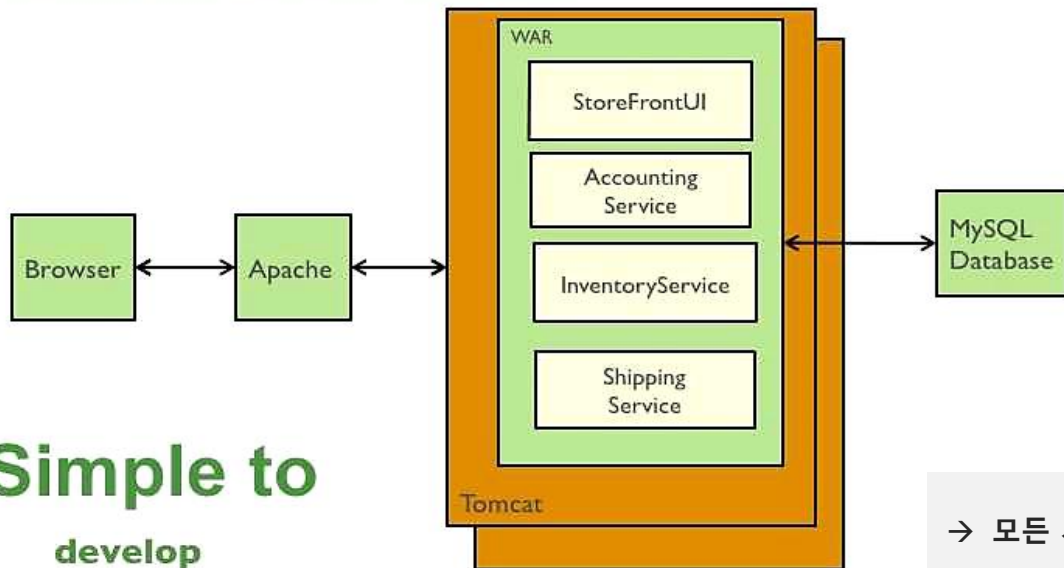 WAR
StoreFrontUI
Accounting
Service
InventoryService
Shipping
Service
Tomcat
Browser
Apache
MySQL
Database
Simple to
develop
→ 모든